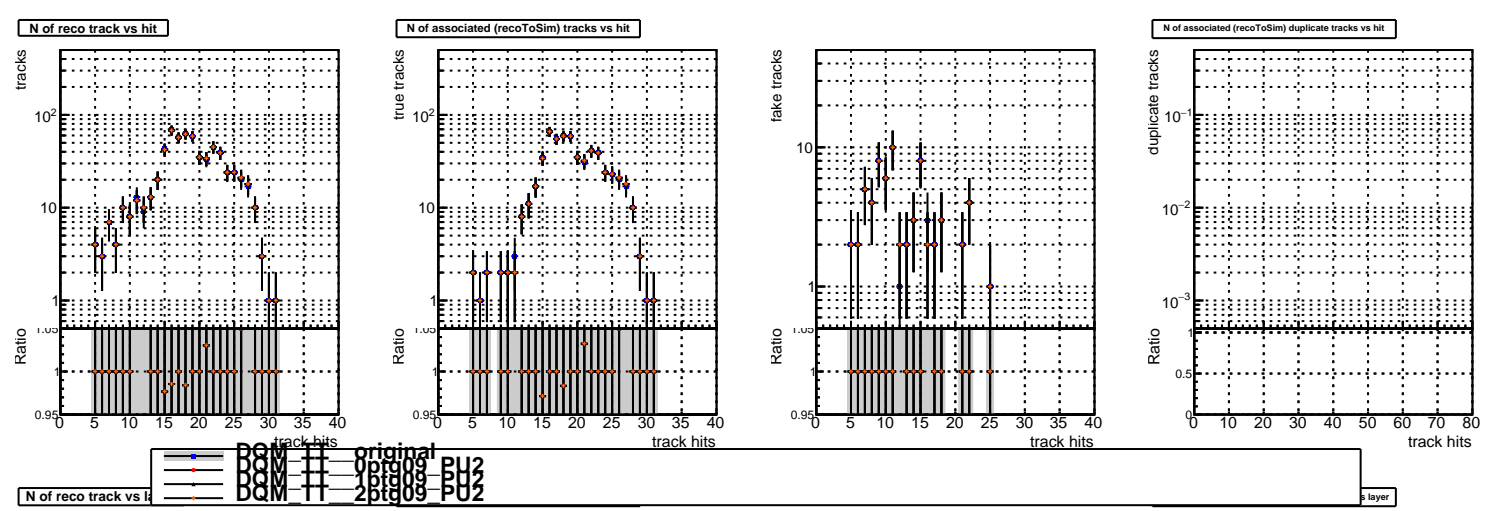 N of reco track vs hit
N of associated (recoToSim) tracks vs hit
N of associated (recoToSim) duplicate tracks vs hit
tracks
10²
10
1
Ratio
1.05
1
0.95
0 5 10 15 20 25 30 35 40
track hits
true tracks
10²
10
1
Ratio
1.05
1
0.95
0 5 10 15 20 25 30 35 40
track hits
fake tracks
10
1
Ratio
1.05
1
0.95
0 5 10 15 20 25 30 35 40
track hits
duplicate tracks
10⁻¹
10⁻²
10⁻³
Ratio
1
0.5
0
0 10 20 30 40 50 60 70 80
track hits
DQM_TT__original
DQM_TT__0ptg09_PU2
DQM_TT__1ptg09_PU2
DQM_TT__2ptg09_PU2
N of reco track vs la
s layer